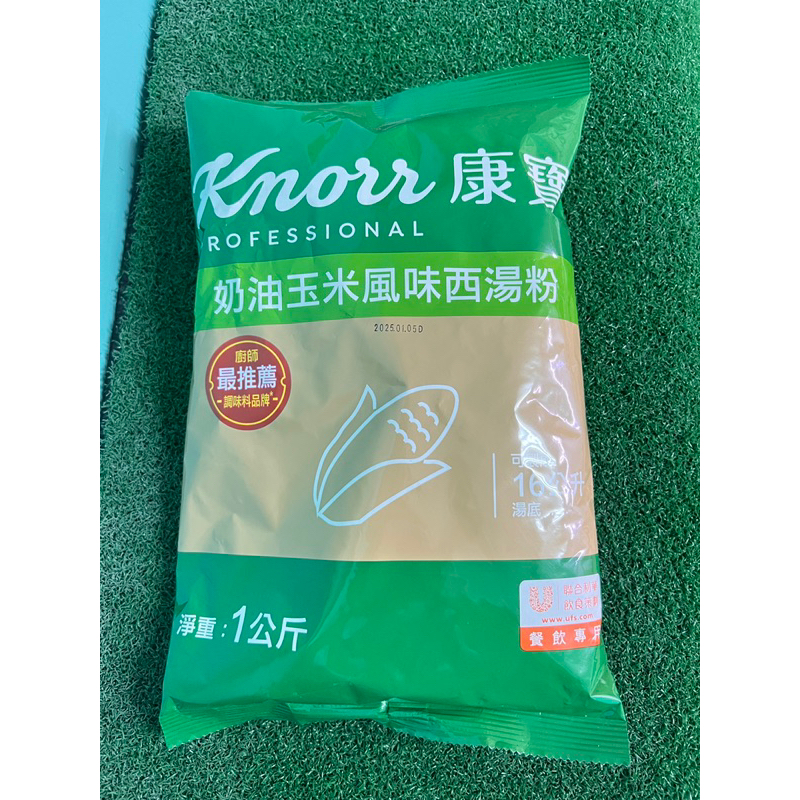 Knorr 康寶
PROFESSIONAL
奶油玉米風味西湯粉
2025.01.05D
廚師
最推薦
-調味料品牌*-
湯底
淨重:1公斤
www.ufs.com
餐飲專用